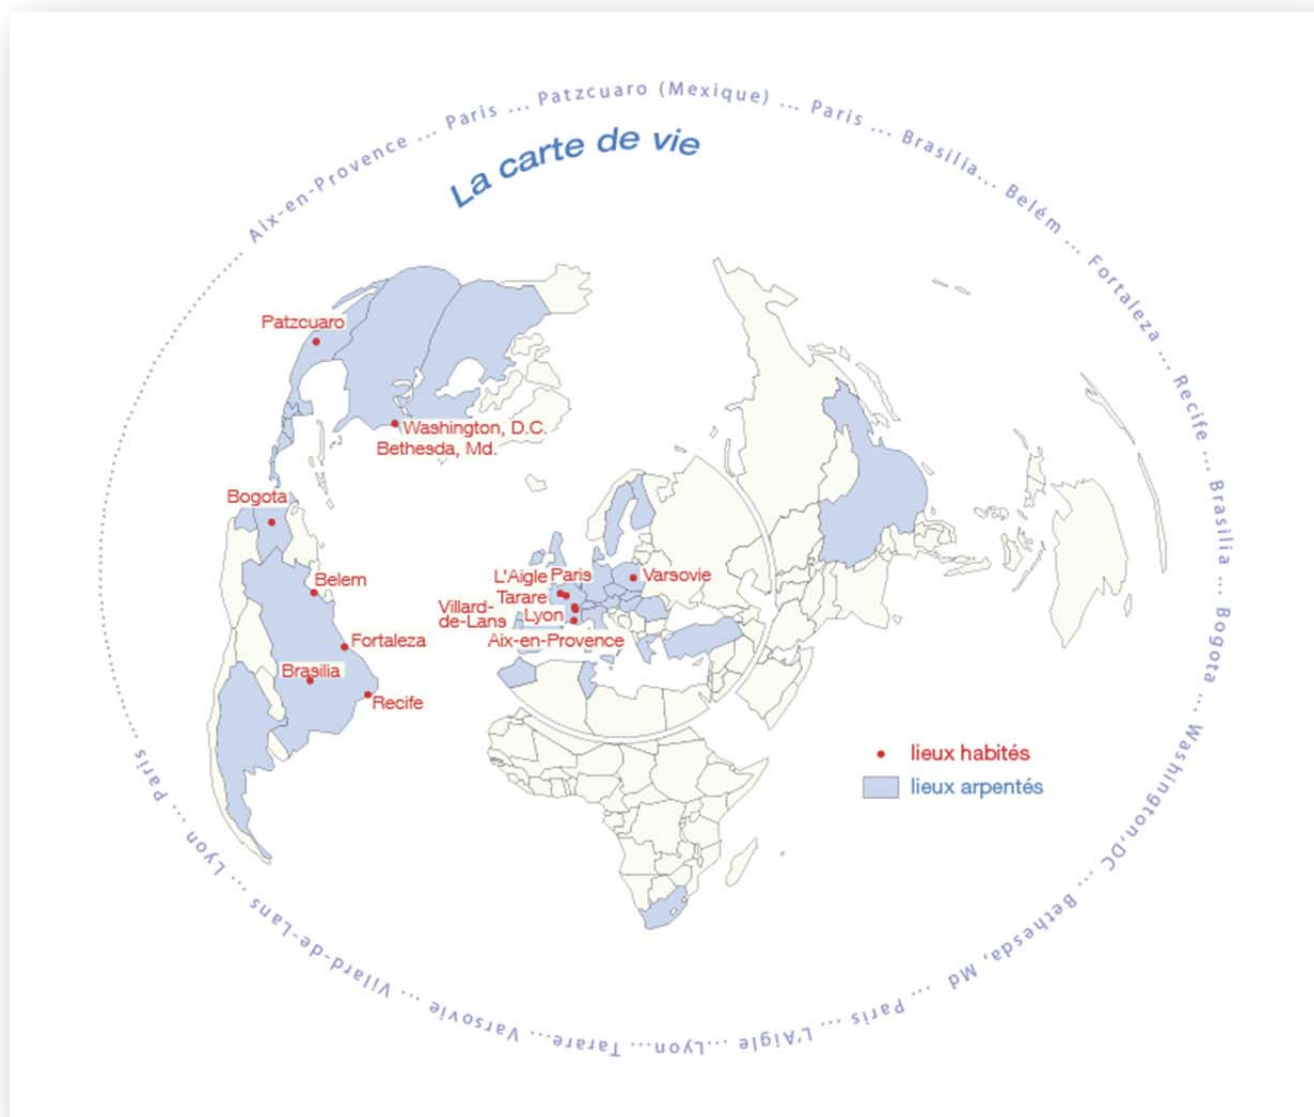 Aix-en-Provence ... Paris ... Patzcuaro (Mexique) ... Paris ... Brasilia... Belém ... Fortaleza ... Recife ... Brasilia ... Bogota ... Washington,DC ... Bethesda, Md ... Paris ... L'Aigle ...Lyon... Tarare... Varsovie ... Vilard-de-Lans ... Lyon ... Paris
La carte de vie
Patzcuaro
Washington, D.C.
Bethesda, Md.
Bogota
Belem
Fortaleza
Brasilia
Recife
L'Aigle
Paris
Varsovie
Tarare
Villard-
de-Lans
Lyon
Aix-en-Provence
lieux habités
lieux arpentés